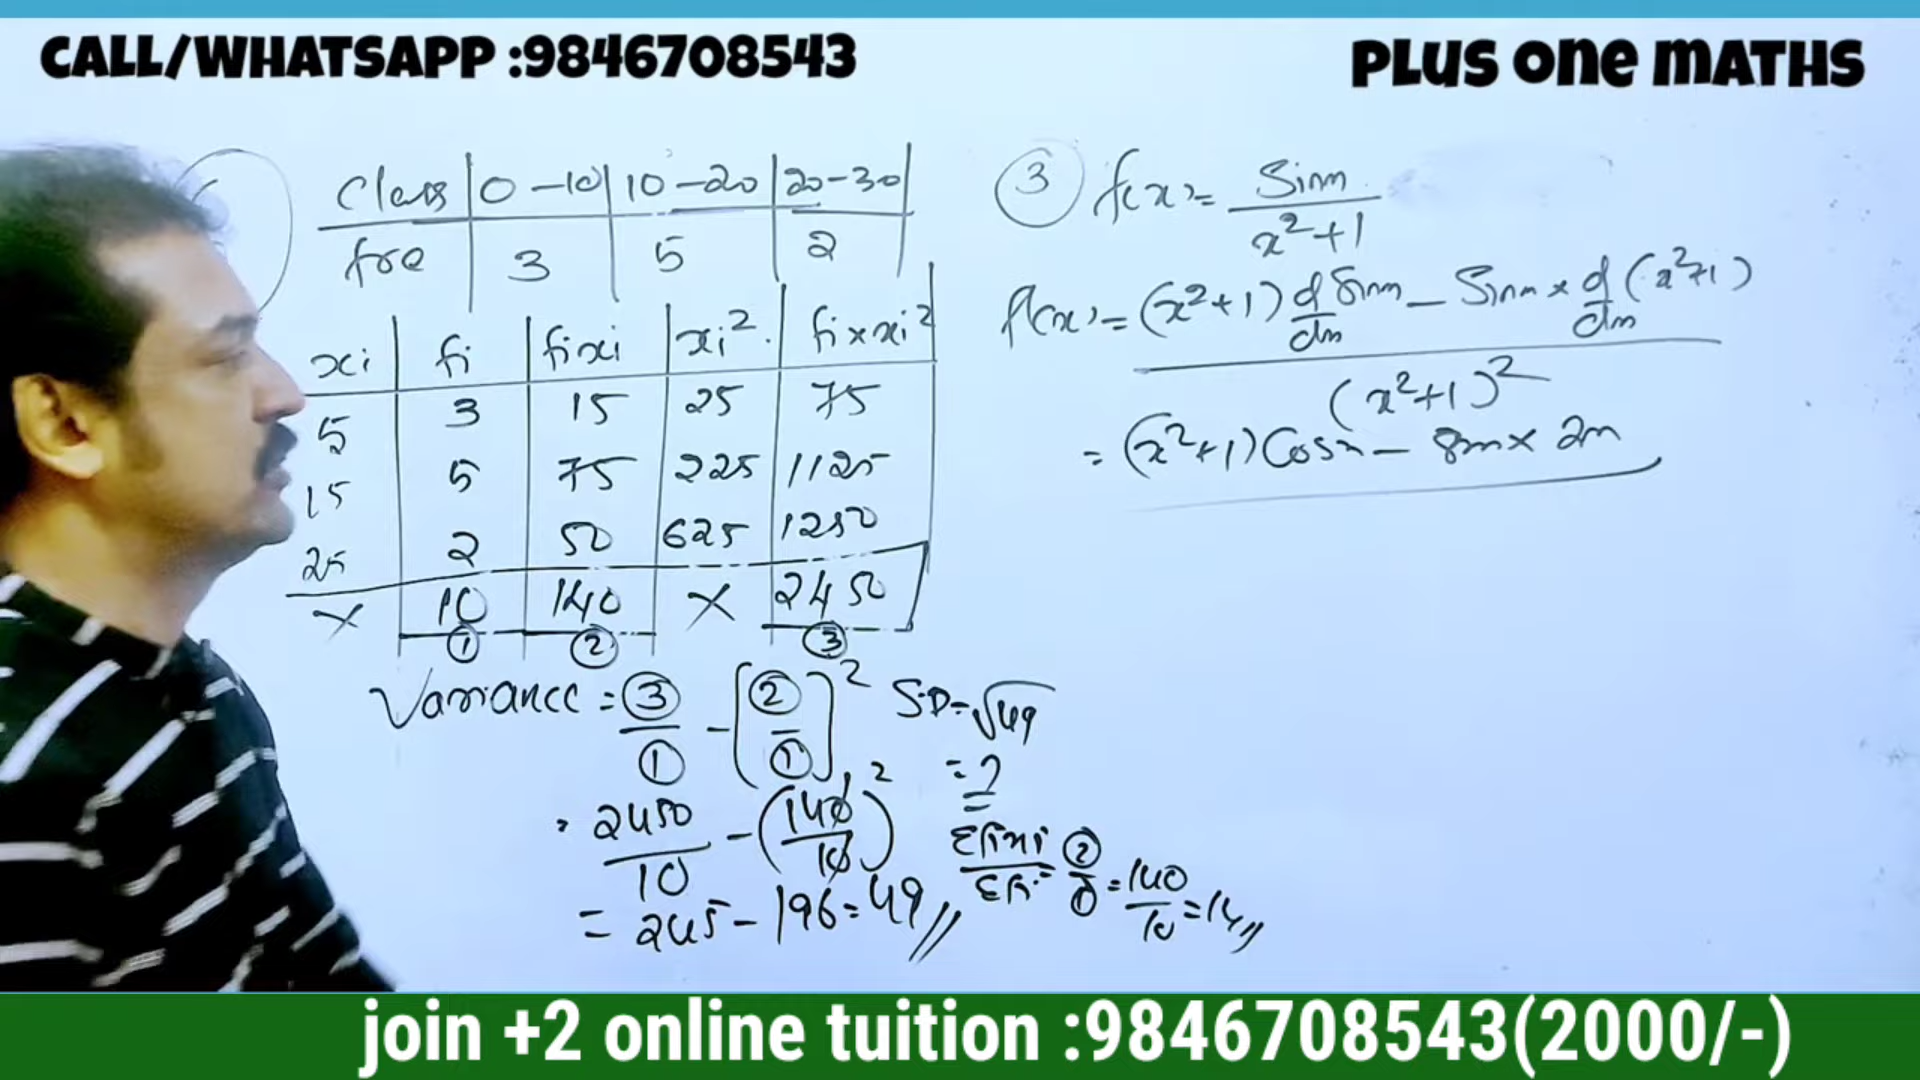 CALL/WHATSAPP :9846708543
PLUS ONE MATHS
Class 0-10 10-20 20-30
fre 3 5 2
xi fi fixi xi² fi×xi²
5 3 15 25 75
15 5 75 225 1125
25 2 50 625 1250
× 10 140 × 2450
① ② ③
Variance = ③/① - [②/①]²
= 2450/10 - (140/10)²
= 245 - 196 = 49//
S.D = √49
= 7
Σfixi/Σfi = ②/① = 140/10 = 14//
③ f(x) = Sinx/x²+1
f'(x) = (x²+1) d/dx Sinx - Sinx × d/dx (x²+1)
(x²+1)²
= (x²+1) Cosx - Sinx × 2x
join +2 online tuition :9846708543(2000/-)